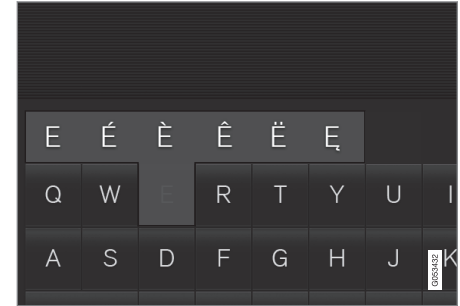 E É È Ê Ë Ę
Q W E R T Y U I
A S D F G H J K
G053432